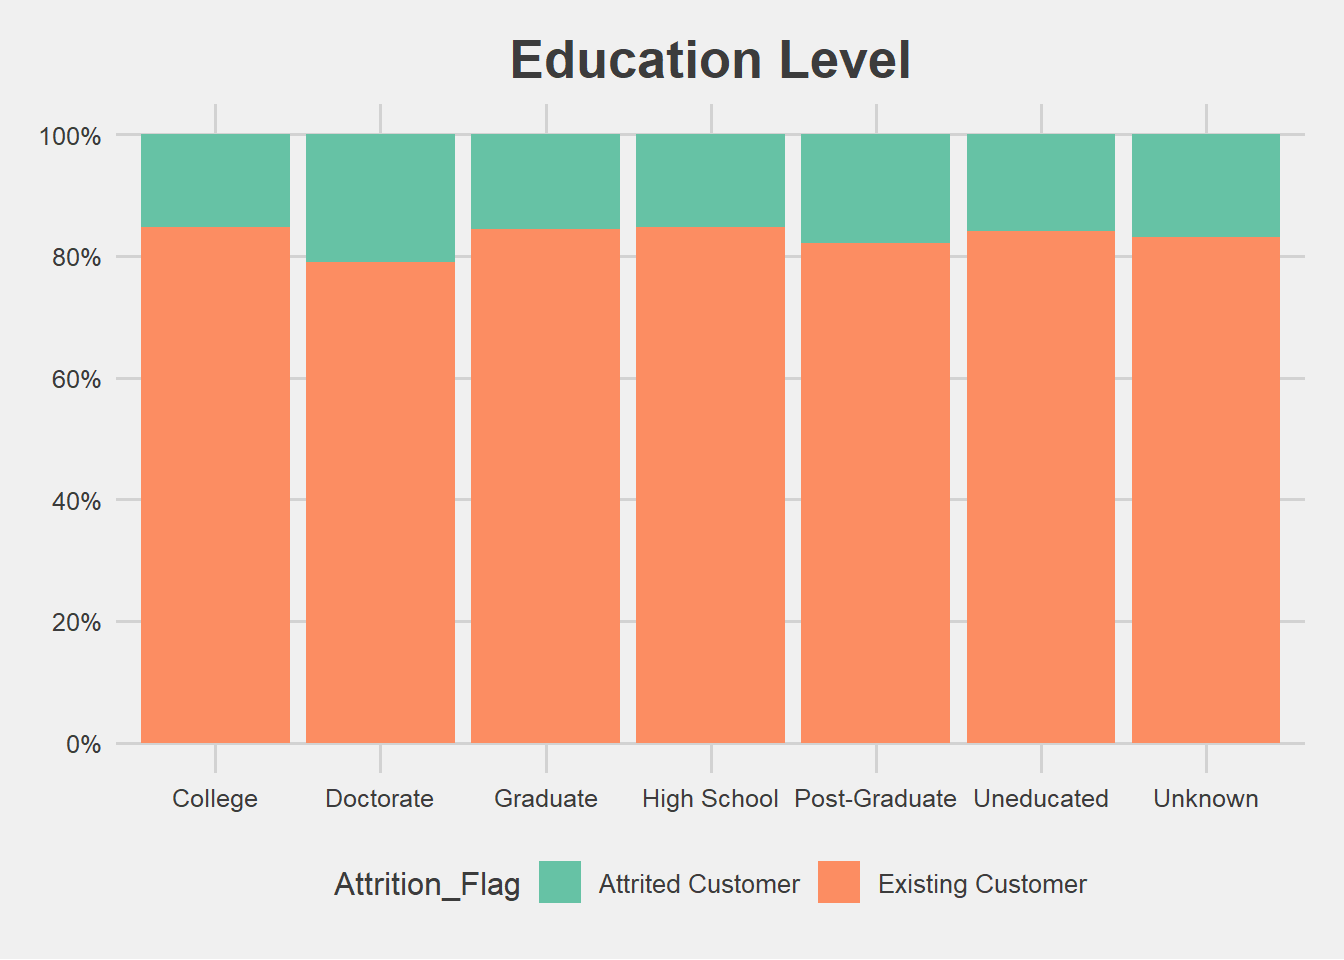 Education Level
100%
80%
60%
40%
20%
0%
College Doctorate Graduate High School Post-Graduate Uneducated Unknown
Attrition_Flag Attrited Customer Existing Customer